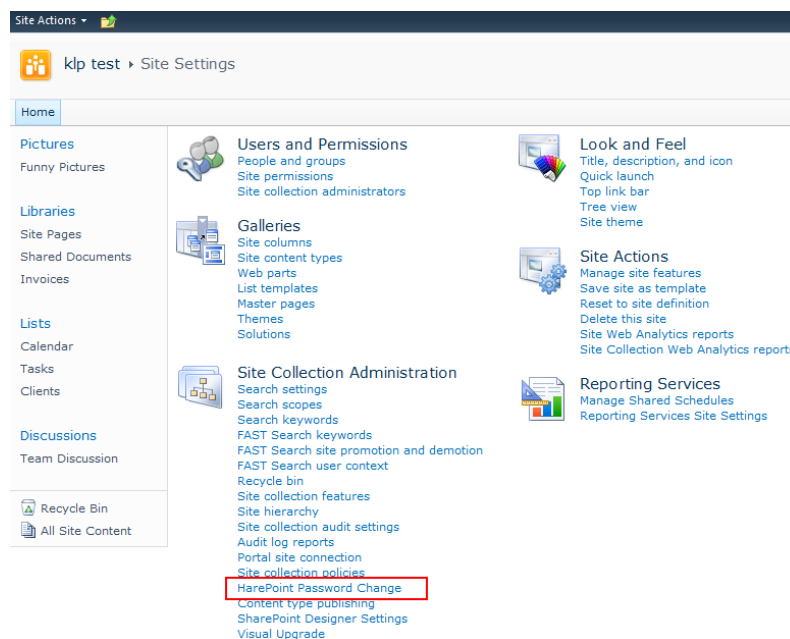 Site Actions
klp test ▸ Site Settings
Home
Pictures
Funny Pictures
Libraries
Site Pages
Shared Documents
Invoices
Lists
Calendar
Tasks
Clients
Discussions
Team Discussion
Recycle Bin
All Site Content
Users and Permissions
People and groups
Site permissions
Site collection administrators
Galleries
Site columns
Site content types
Web parts
List templates
Master pages
Themes
Solutions
Site Collection Administration
Search settings
Search scopes
Search keywords
FAST Search keywords
FAST Search site promotion and demotion
FAST Search user context
Recycle bin
Site collection features
Site hierarchy
Site collection audit settings
Audit log reports
Portal site connection
Site collection policies
HarePoint Password Change
Content type publishing
SharePoint Designer Settings
Visual Upgrade
Look and Feel
Title, description, and icon
Quick launch
Top link bar
Tree view
Site theme
Site Actions
Manage site features
Save site as template
Reset to site definition
Delete this site
Site Web Analytics reports
Site Collection Web Analytics reports
Reporting Services
Manage Shared Schedules
Reporting Services Site Settings